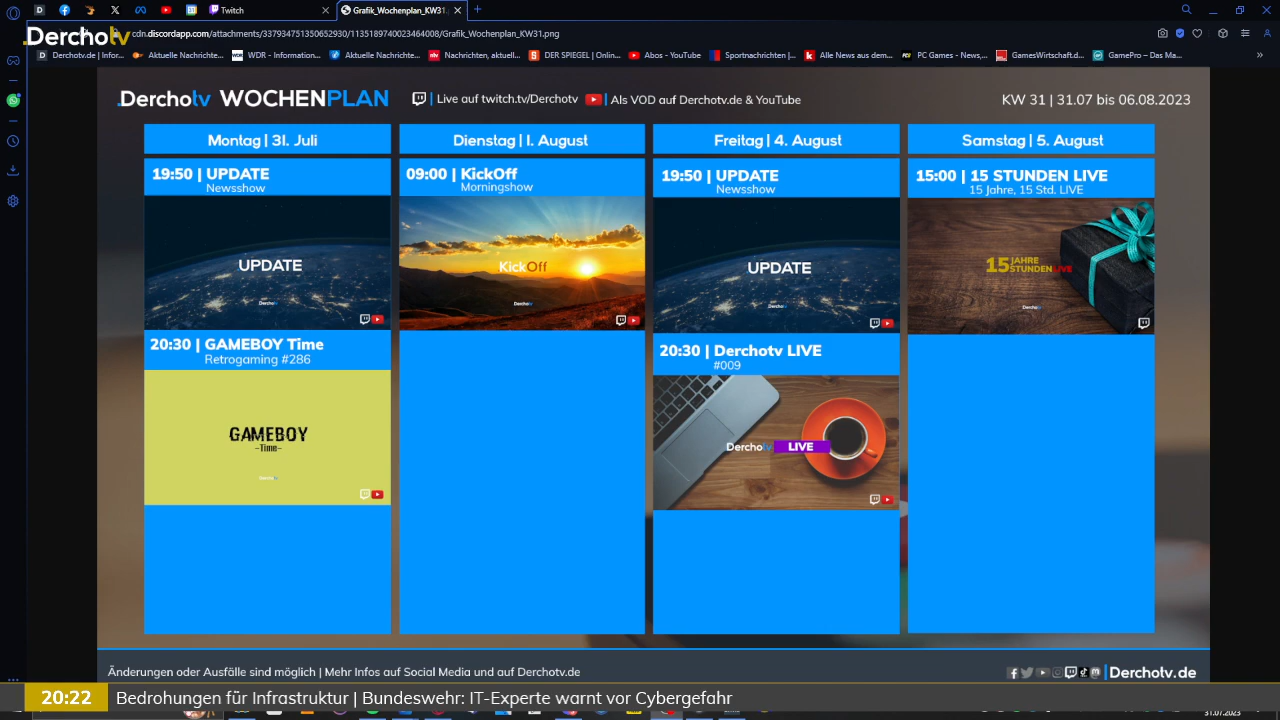 Twitch
Grafik_Wochenplan_KW31.
Derchotv
cdn.discordapp.com/attachments/337934751350652930/1135189740023464008/Grafik_Wochenplan_KW31.png
Derchotv.de | Infor...
Aktuelle Nachrichte...
WDR - Information...
Aktuelle Nachrichte...
Nachrichten, aktuell...
DER SPIEGEL | Onlin...
Abos - YouTube
Sportnachrichten |...
Alle News aus dem...
PC Games - News,...
GamesWirtschaft.d...
GamePro – Das Ma...
Derchotv WOCHENPLAN
| Live auf twitch.tv/Derchotv
| Als VOD auf Derchotv.de & YouTube
KW 31 | 31.07 bis 06.08.2023
Montag | 31. Juli
19:50 | UPDATE
Newsshow
UPDATE
Derchotv
20:30 | GAMEBOY Time
Retrogaming #286
GAMEBOY
-Time-
Derchotv
Dienstag | 1. August
09:00 | KickOff
Morningshow
KickOff
Derchotv
Freitag | 4. August
19:50 | UPDATE
Newsshow
UPDATE
Derchotv
20:30 | Derchotv LIVE
#009
Derchotv LIVE
Samstag | 5. August
15:00 | 15 STUNDEN LIVE
15 Jahre, 15 Std. LIVE
15 JAHRE
STUNDEN LIVE
Derchotv
Änderungen oder Ausfälle sind möglich | Mehr Infos auf Social Media und auf Derchotv.de
Derchotv.de
20:22
Bedrohungen für Infrastruktur | Bundeswehr: IT-Experte warnt vor Cybergefahr
31.07.2023